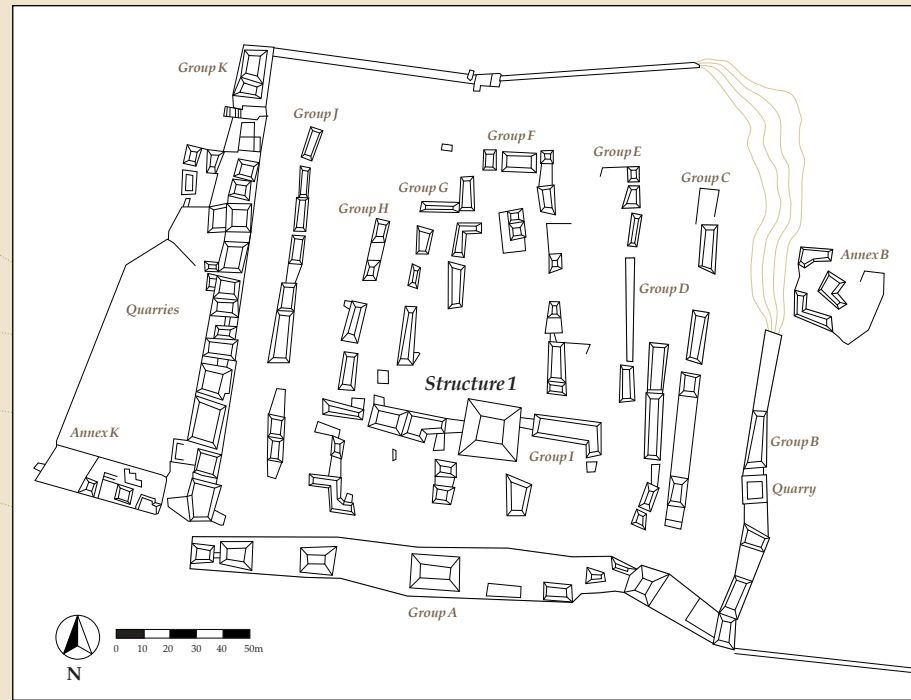 Group K
Group J
Group F
Group E
Group C
Group G
Group H
Annex B
Group D
Quarries
Structure 1
Annex K
Group B
Group I
Quarry
Group A
0 10 20 30 40 50m
N